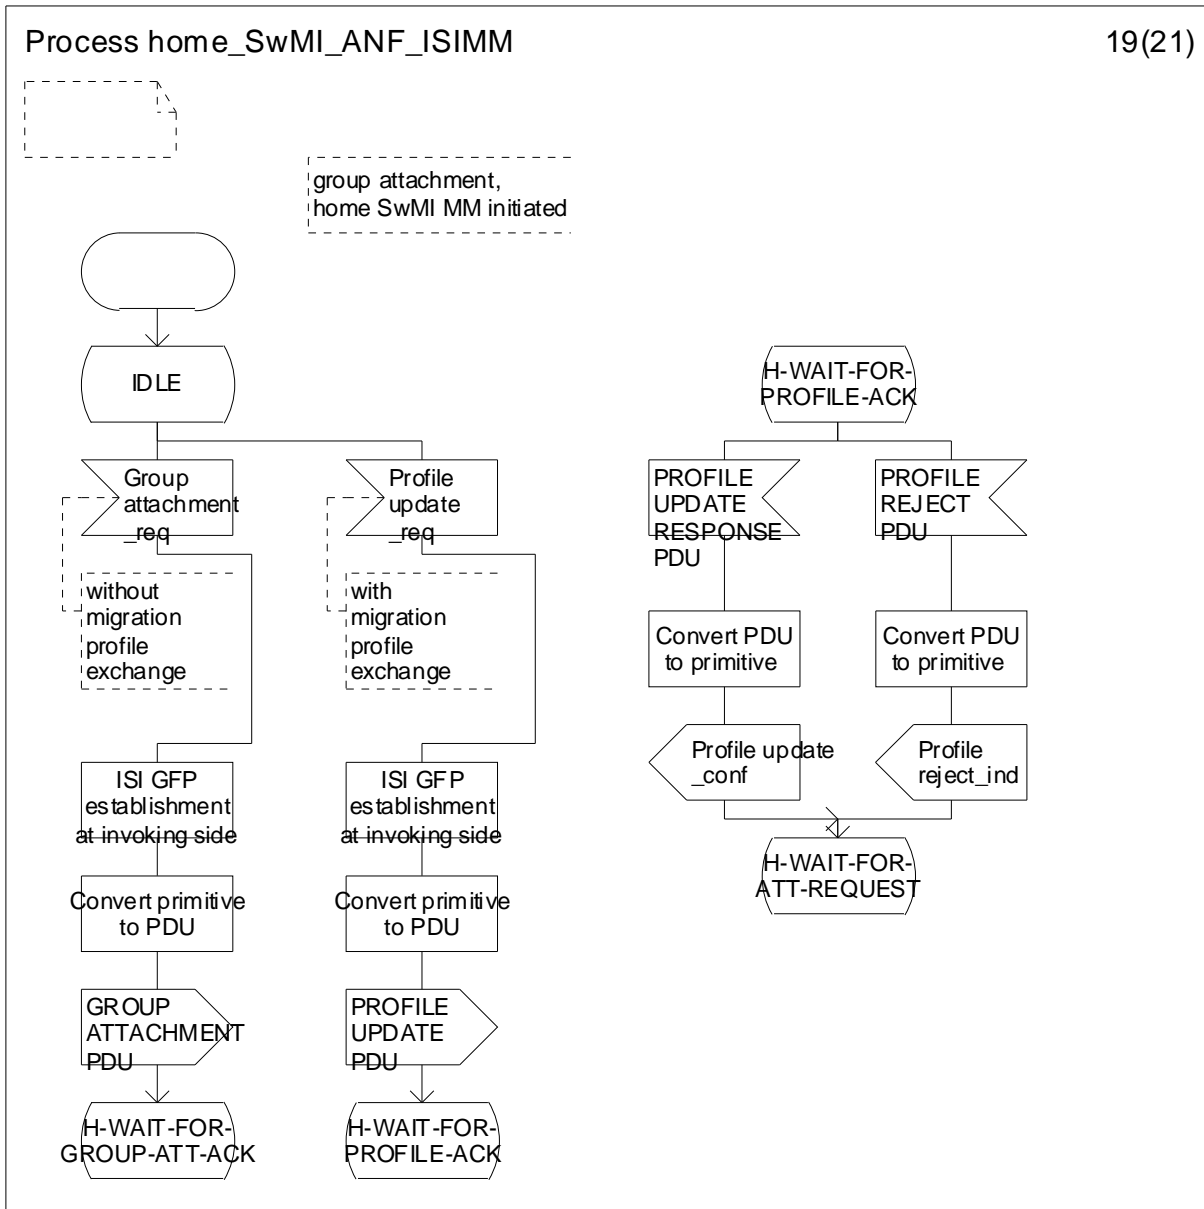 Process home_SwMI_ANF_ISIMM
19(21)
group attachment,
home SwMI MM initiated
IDLE
Group
attachment
_req
without
migration
profile
exchange
ISI GFP
establishment
at invoking side
Convert primitive
to PDU
GROUP
ATTACHMENT
PDU
H-WAIT-FOR-
GROUP-ATT-ACK
Profile
update
_req
with
migration
profile
exchange
ISI GFP
establishment
at invoking side
Convert primitive
to PDU
PROFILE
UPDATE
PDU
H-WAIT-FOR-
PROFILE-ACK
H-WAIT-FOR-
PROFILE-ACK
PROFILE
UPDATE
RESPONSE
PDU
Convert PDU
to primitive
Profile update
_conf
PROFILE
REJECT
PDU
Convert PDU
to primitive
Profile
reject_ind
H-WAIT-FOR-
ATT-REQUEST